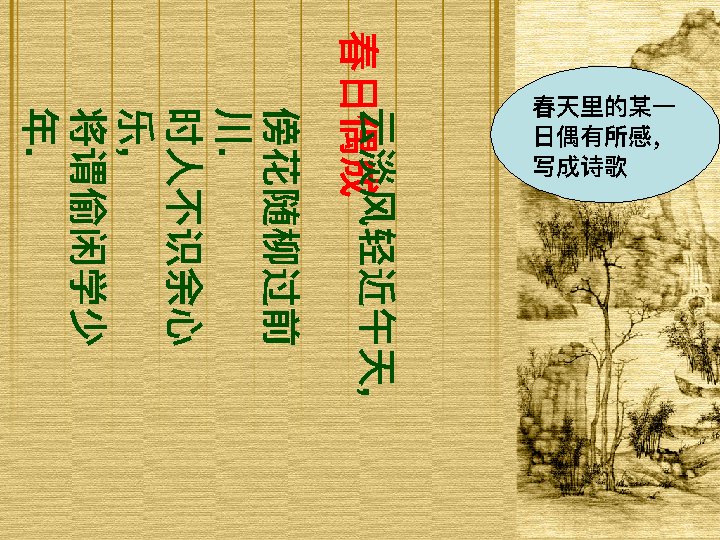 春日偶成
云淡风轻近午天，
傍花随柳过前
川．
时人不识余心
乐，
将谓偷闲学少
年．
春天里的某一
日偶有所感，
写成诗歌